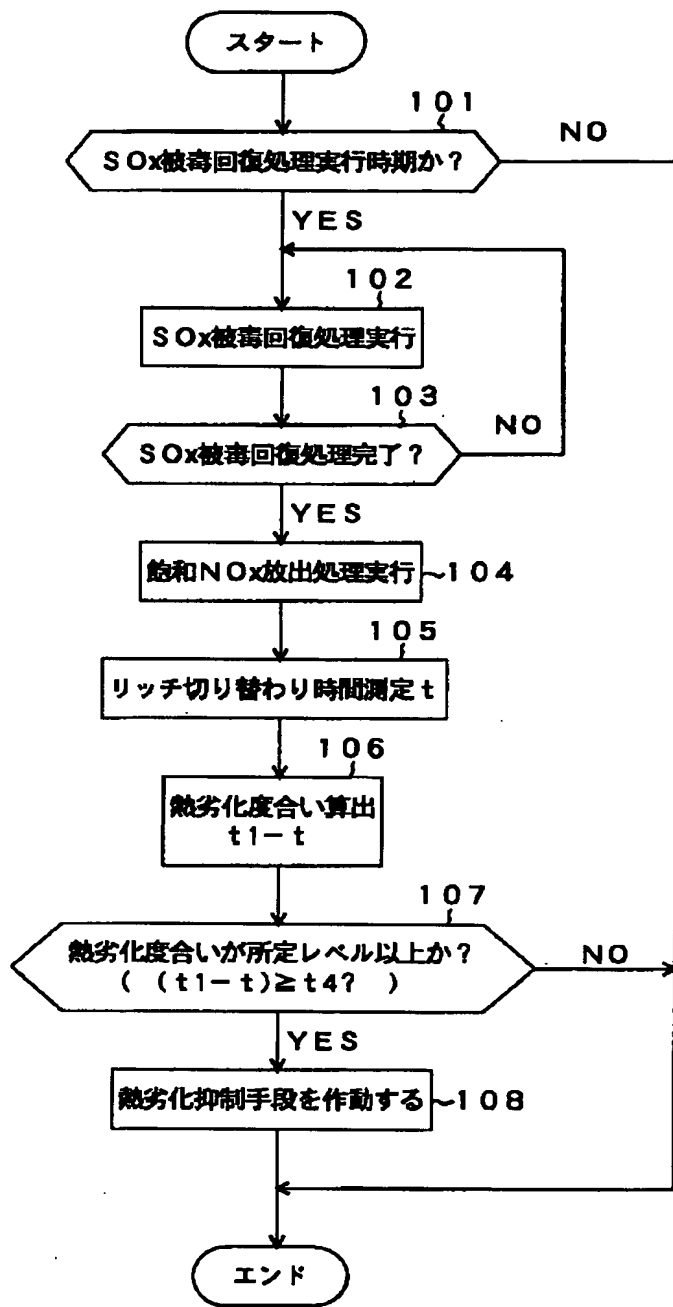 スタート
101
SOx被毒回復処理実行時期か?
NO
YES
102
SOx被毒回復処理実行
103
SOx被毒回復処理完了?
NO
YES
飽和NOx放出処理実行
~104
105
リッチ切り替わり時間測定t
106
熱劣化度合い算出
t1-t
107
熱劣化度合いが所定レベル以上か?
( (t1-t)≧t4? )
NO
YES
熱劣化抑制手段を作動する
~108
エンド